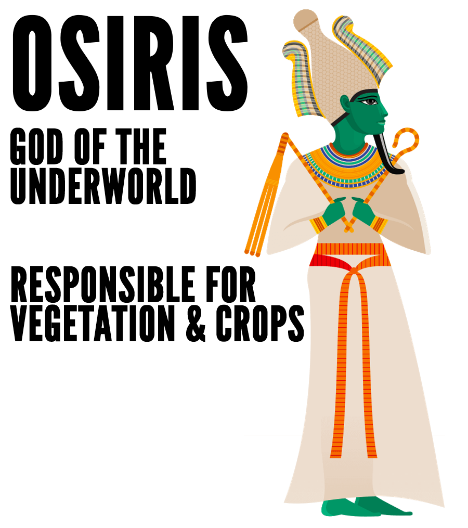 OSIRIS
GOD OF THE
UNDERWORLD
RESPONSIBLE FOR
VEGETATION & CROPS